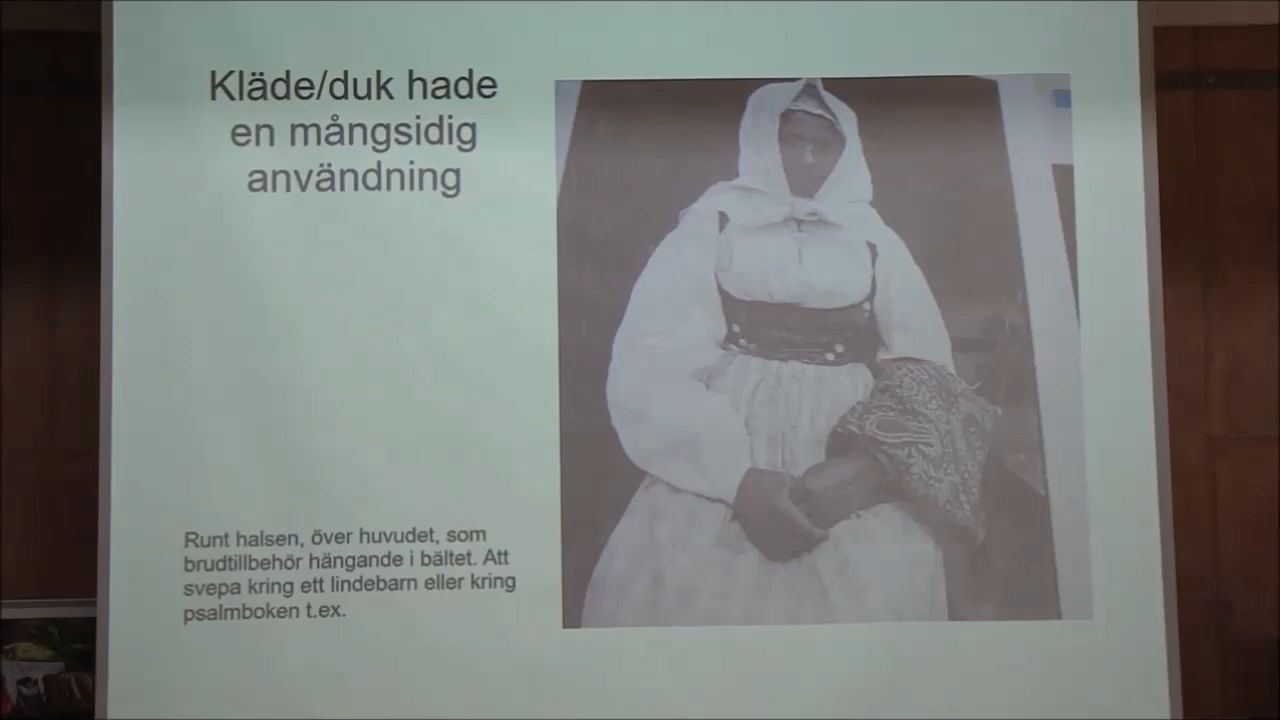 Kläde/duk hade
en mångsidig
användning
Runt halsen, över huvudet, som
brudtillbehör hängande i bältet. Att
svepa kring ett lindebarn eller kring
psalmboken t.ex.